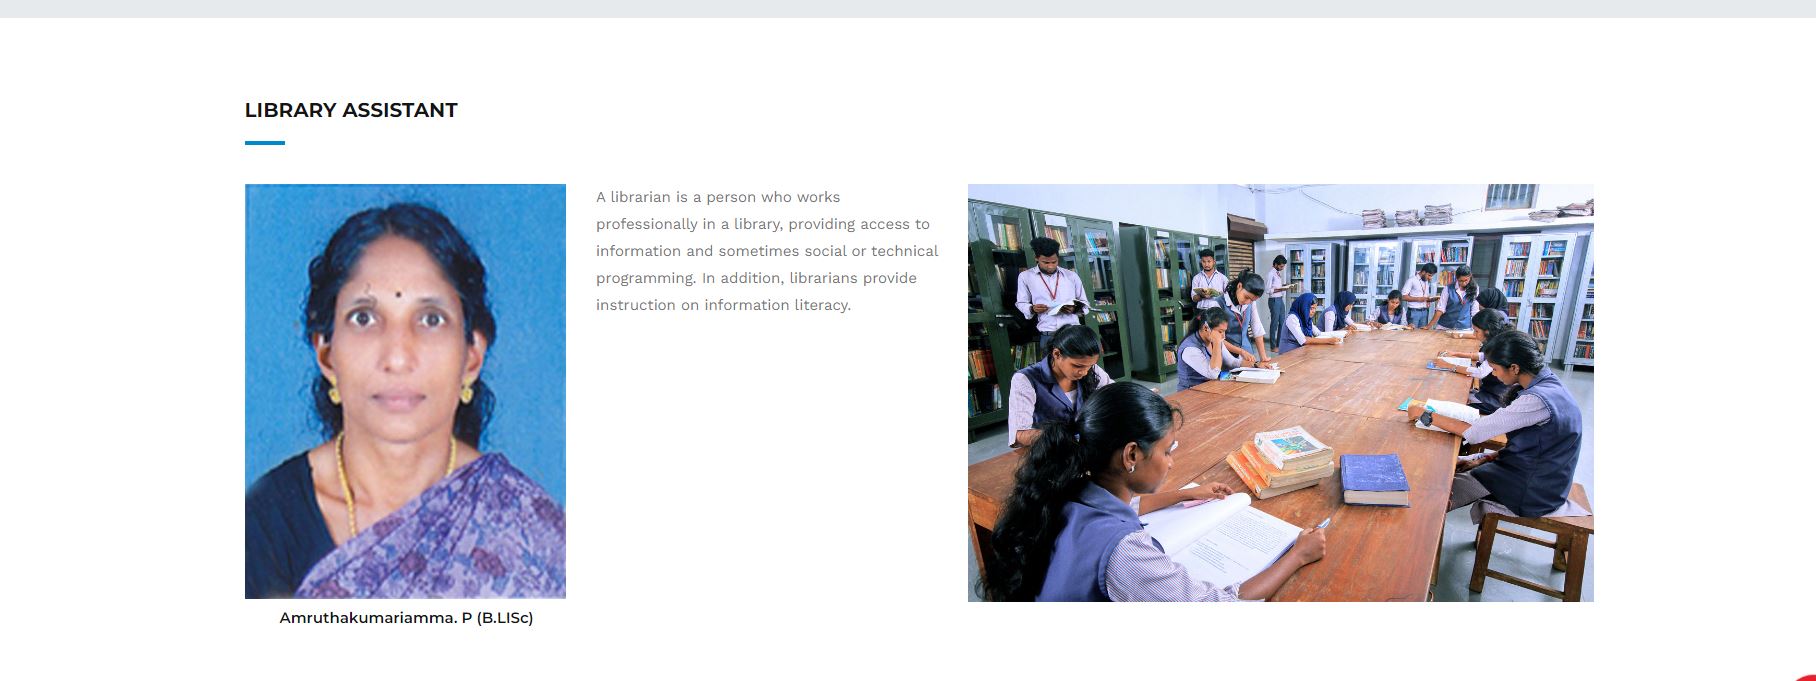 LIBRARY ASSISTANT
A librarian is a person who works
professionally in a library, providing access to
information and sometimes social or technical
programming. In addition, librarians provide
instruction on information literacy.
Amruthakumariamma. P (B.LISc)